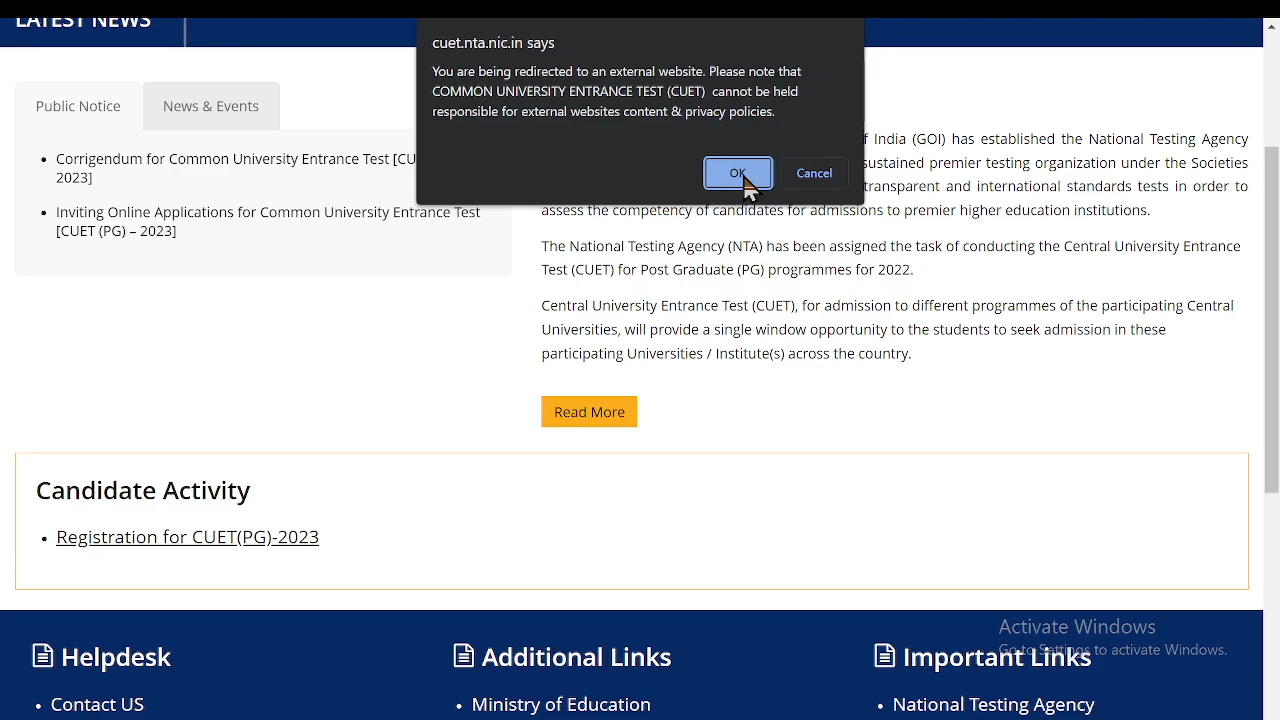 LATEST NEWS
cuet.nta.nic.in says
You are being redirected to an external website. Please note that
COMMON UNIVERSITY ENTRANCE TEST (CUET) cannot be held
responsible for external websites content & privacy policies.
OK
Cancel
Public Notice
News & Events
Corrigendum for Common University Entrance Test [CU
2023]
Inviting Online Applications for Common University Entrance Test
[CUET (PG) – 2023]
f India (GOI) has established the National Testing Agency
sustained premier testing organization under the Societies
transparent and international standards tests in order to
assess the competency of candidates for admissions to premier higher education institutions.
The National Testing Agency (NTA) has been assigned the task of conducting the Central University Entrance
Test (CUET) for Post Graduate (PG) programmes for 2022.
Central University Entrance Test (CUET), for admission to different programmes of the participating Central
Universities, will provide a single window opportunity to the students to seek admission in these
participating Universities / Institute(s) across the country.
Read More
Candidate Activity
Registration for CUET(PG)-2023
Activate Windows
Go to Settings to activate Windows.
Helpdesk
Additional Links
Important Links
Contact US
Ministry of Education
National Testing Agency